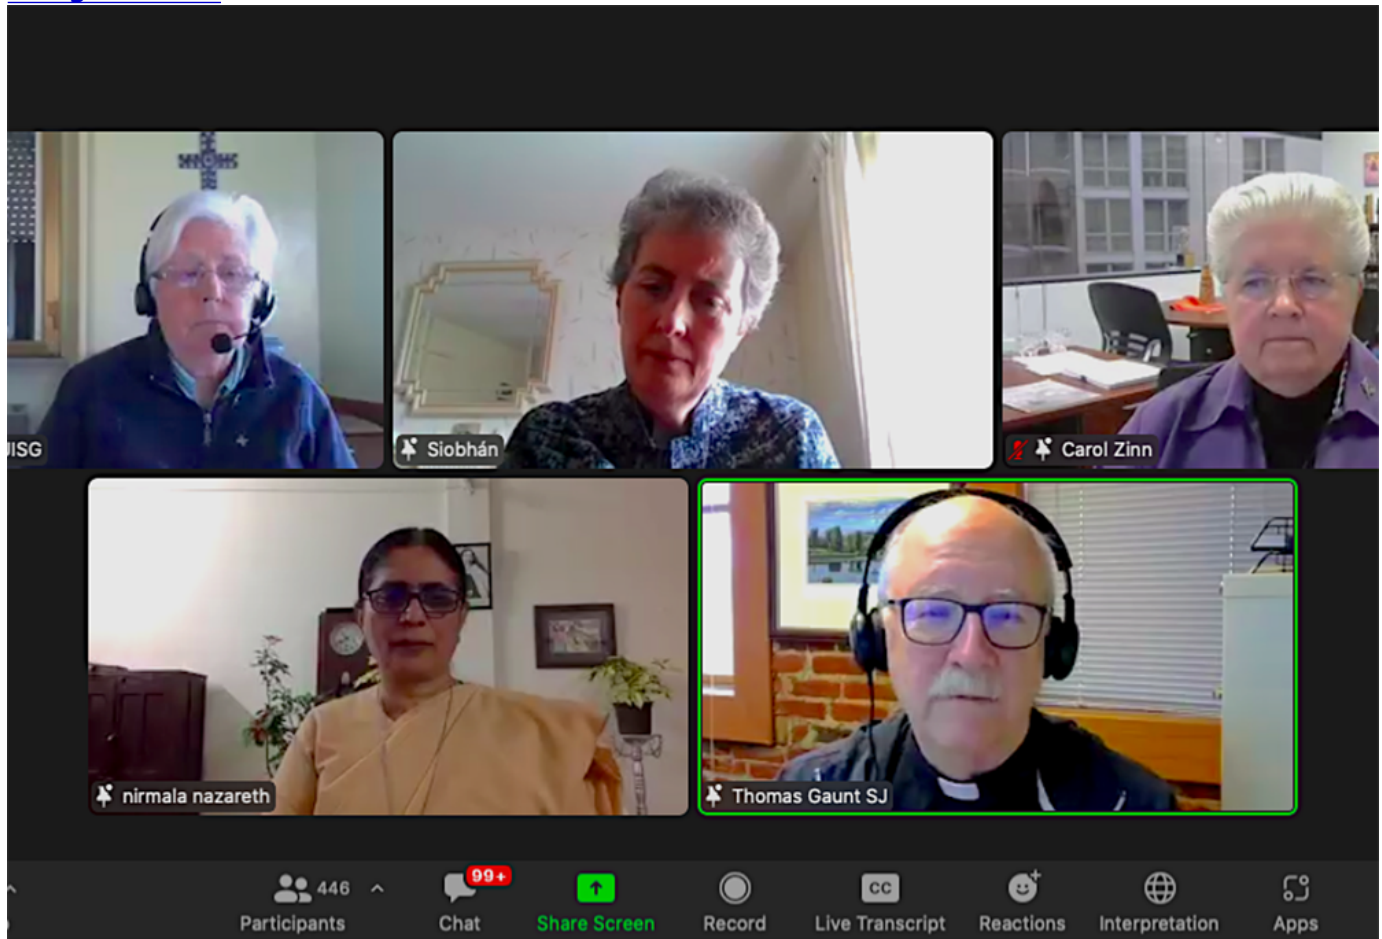 UISG
Siobhán
Carol Zinn
nirmala nazareth
Thomas Gaunt SJ
446
99+
CC
Participants
Chat
Share Screen
Record
Live Transcript
Reactions
Interpretation
Apps